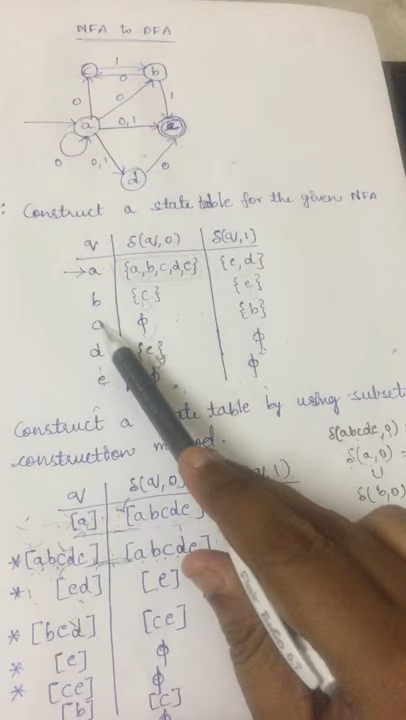 NFA to DFA
c
1
0
b
0
0
1
a
0,1
e
0
0,1
d
0
: Construct a state table for the given NFA
q δ(q,0) δ(q,1)
→a {a,b,c,d,e} {e,d}
b {c} {e}
c ϕ {b}
d {e} ϕ
e ϕ ϕ
Construct a table by using subset
construction
δ(abcde,0) =
δ(a,0) =
∪
δ(b,0)
q δ(q,0) ,1)
[a] [abcde]
*[abcde] [abcde]
* [ed] [e]
* [bed] [ce]
* [e] ϕ
* [ce] ϕ
[b] [c]
ϕ